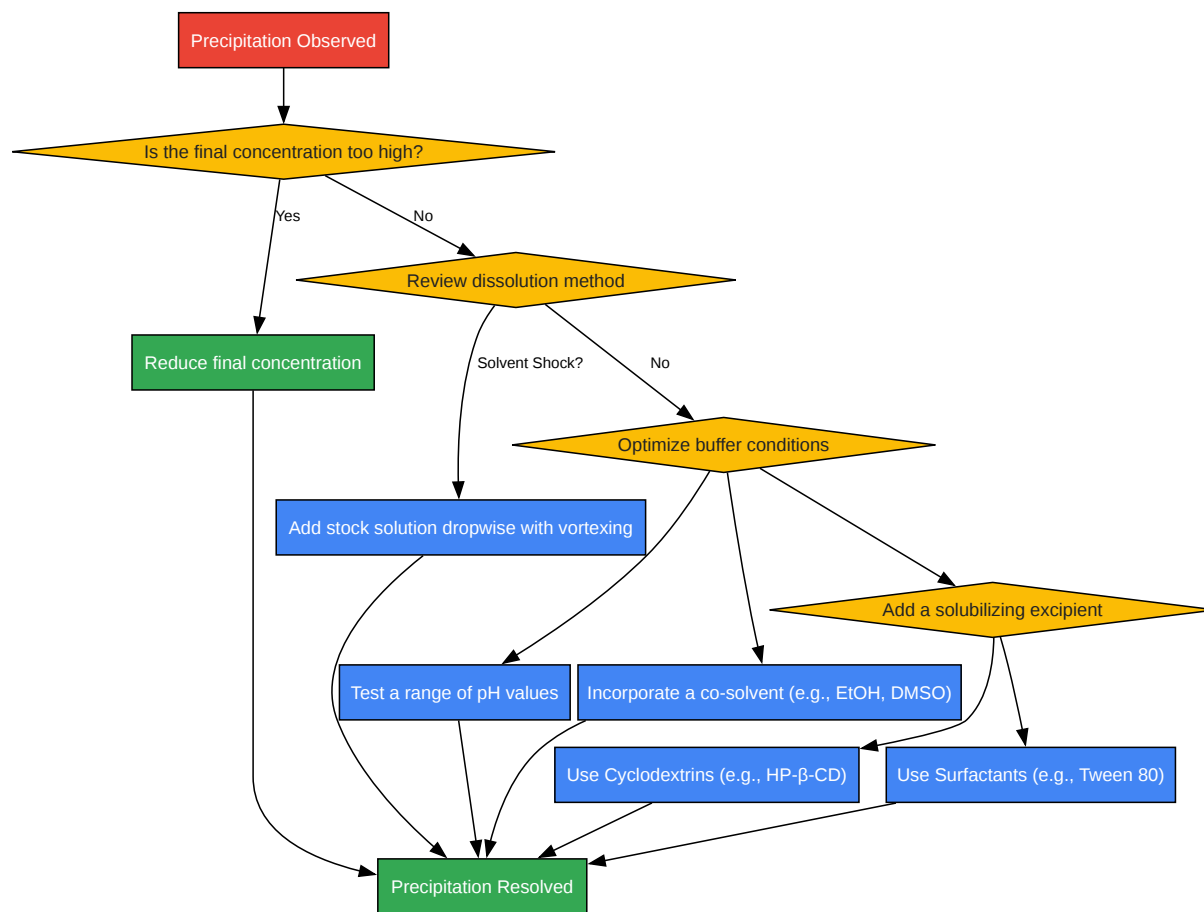 Precipitation Observed
Is the final concentration too high?
Yes
No
Review dissolution method
Reduce final concentration
Solvent Shock?
No
Optimize buffer conditions
Add stock solution dropwise with vortexing
Add a solubilizing excipient
Test a range of pH values
Incorporate a co-solvent (e.g., EtOH, DMSO)
Use Cyclodextrins (e.g., HP-β-CD)
Use Surfactants (e.g., Tween 80)
Precipitation Resolved